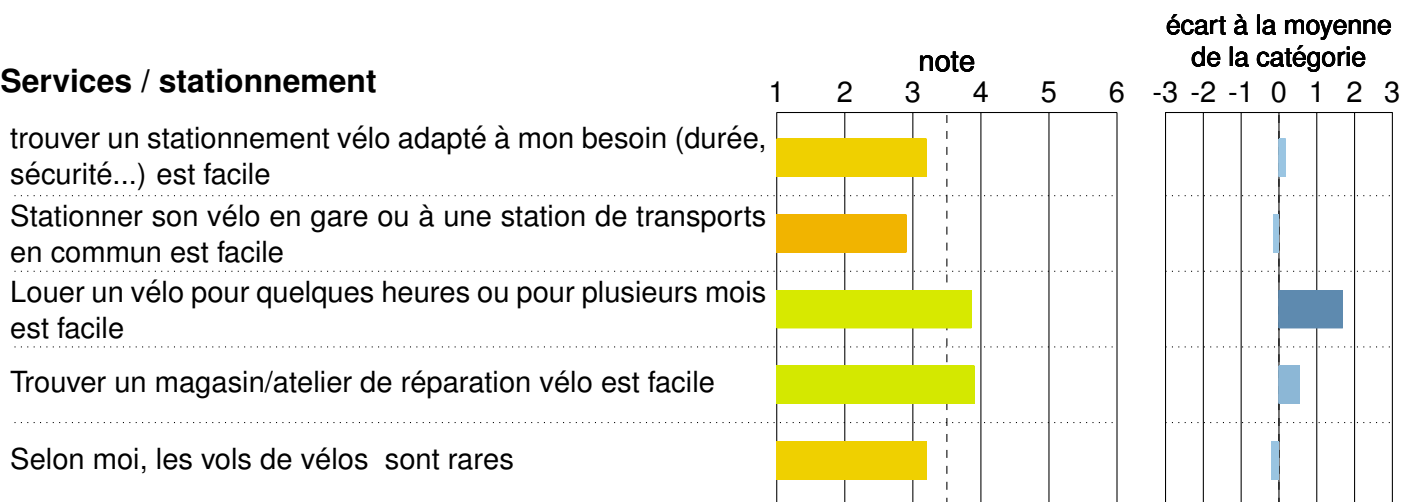 écart à la moyenne
de la catégorie
note
Services / stationnement
1 2 3 4 5 6 -3 -2 -1 0 1 2 3
trouver un stationnement vélo adapté à mon besoin (durée,
sécurité...) est facile
Stationner son vélo en gare ou à une station de transports
en commun est facile
Louer un vélo pour quelques heures ou pour plusieurs mois
est facile
Trouver un magasin/atelier de réparation vélo est facile
Selon moi, les vols de vélos sont rares